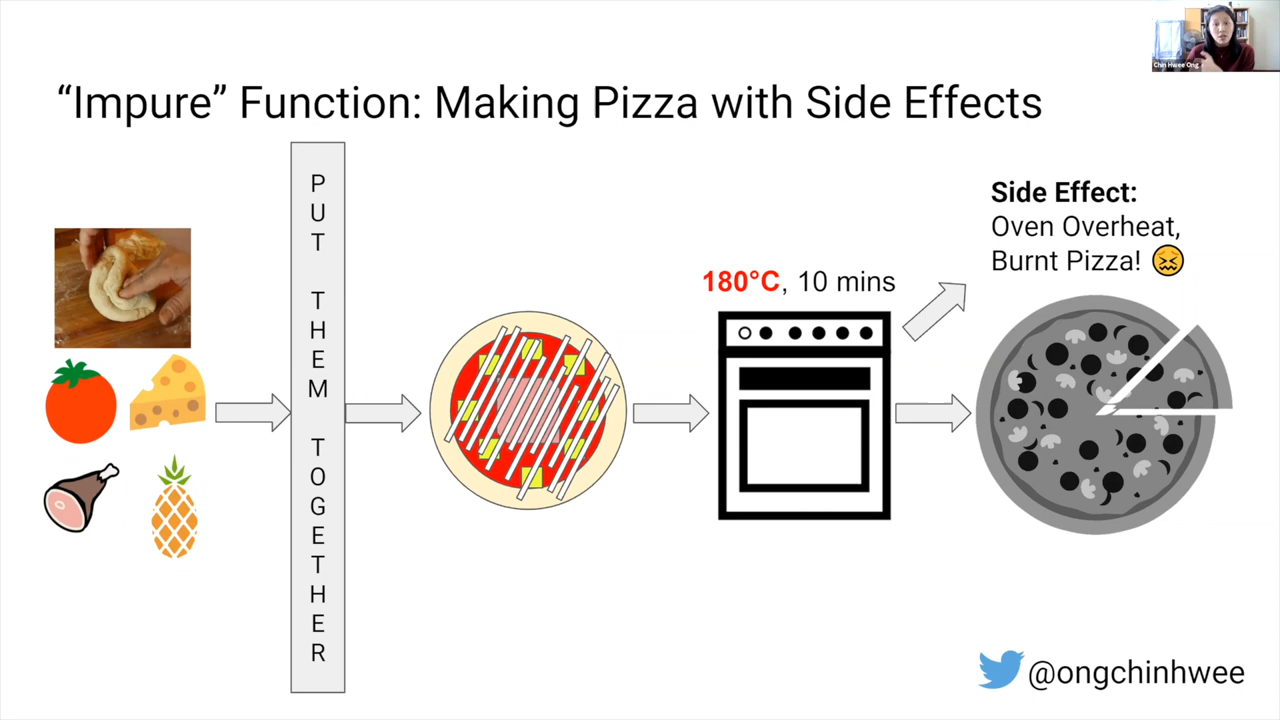 Chin Hwee Ong
“Impure” Function: Making Pizza with Side Effects
PUT THEM TOGETHER
180°C, 10 mins
Side Effect:
Oven Overheat,
Burnt Pizza! 😖
@ongchinhwee